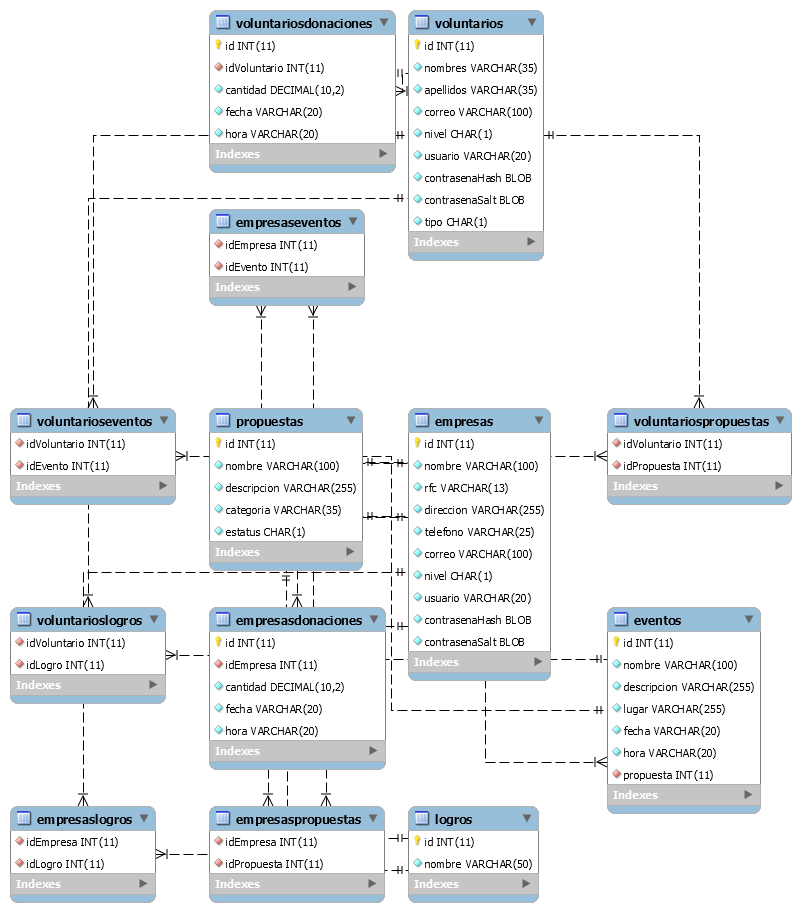 voluntariosdonaciones
id INT(11)
idVoluntario INT(11)
cantidad DECIMAL(10,2)
fecha VARCHAR(20)
hora VARCHAR(20)
Indexes
voluntarios
id INT(11)
nombres VARCHAR(35)
apellidos VARCHAR(35)
correo VARCHAR(100)
nivel CHAR(1)
usuario VARCHAR(20)
contrasenaHash BLOB
contrasenaSalt BLOB
tipo CHAR(1)
Indexes
empresaseventos
idEmpresa INT(11)
idEvento INT(11)
Indexes
voluntarioseventos
idVoluntario INT(11)
idEvento INT(11)
Indexes
propuestas
id INT(11)
nombre VARCHAR(100)
descripcion VARCHAR(255)
categoria VARCHAR(35)
estatus CHAR(1)
Indexes
empresas
id INT(11)
nombre VARCHAR(100)
rfc VARCHAR(13)
direccion VARCHAR(255)
telefono VARCHAR(25)
correo VARCHAR(100)
nivel CHAR(1)
usuario VARCHAR(20)
contrasenaHash BLOB
contrasenaSalt BLOB
Indexes
voluntariospropuestas
idVoluntario INT(11)
idPropuesta INT(11)
Indexes
voluntarioslogros
idVoluntario INT(11)
idLogro INT(11)
Indexes
empresasdonaciones
id INT(11)
idEmpresa INT(11)
cantidad DECIMAL(10,2)
fecha VARCHAR(20)
hora VARCHAR(20)
Indexes
eventos
id INT(11)
nombre VARCHAR(100)
descripcion VARCHAR(255)
lugar VARCHAR(255)
fecha VARCHAR(20)
hora VARCHAR(20)
propuesta INT(11)
Indexes
empresaslogros
idEmpresa INT(11)
idLogro INT(11)
Indexes
empresaspropuestas
idEmpresa INT(11)
idPropuesta INT(11)
Indexes
logros
id INT(11)
nombre VARCHAR(50)
Indexes